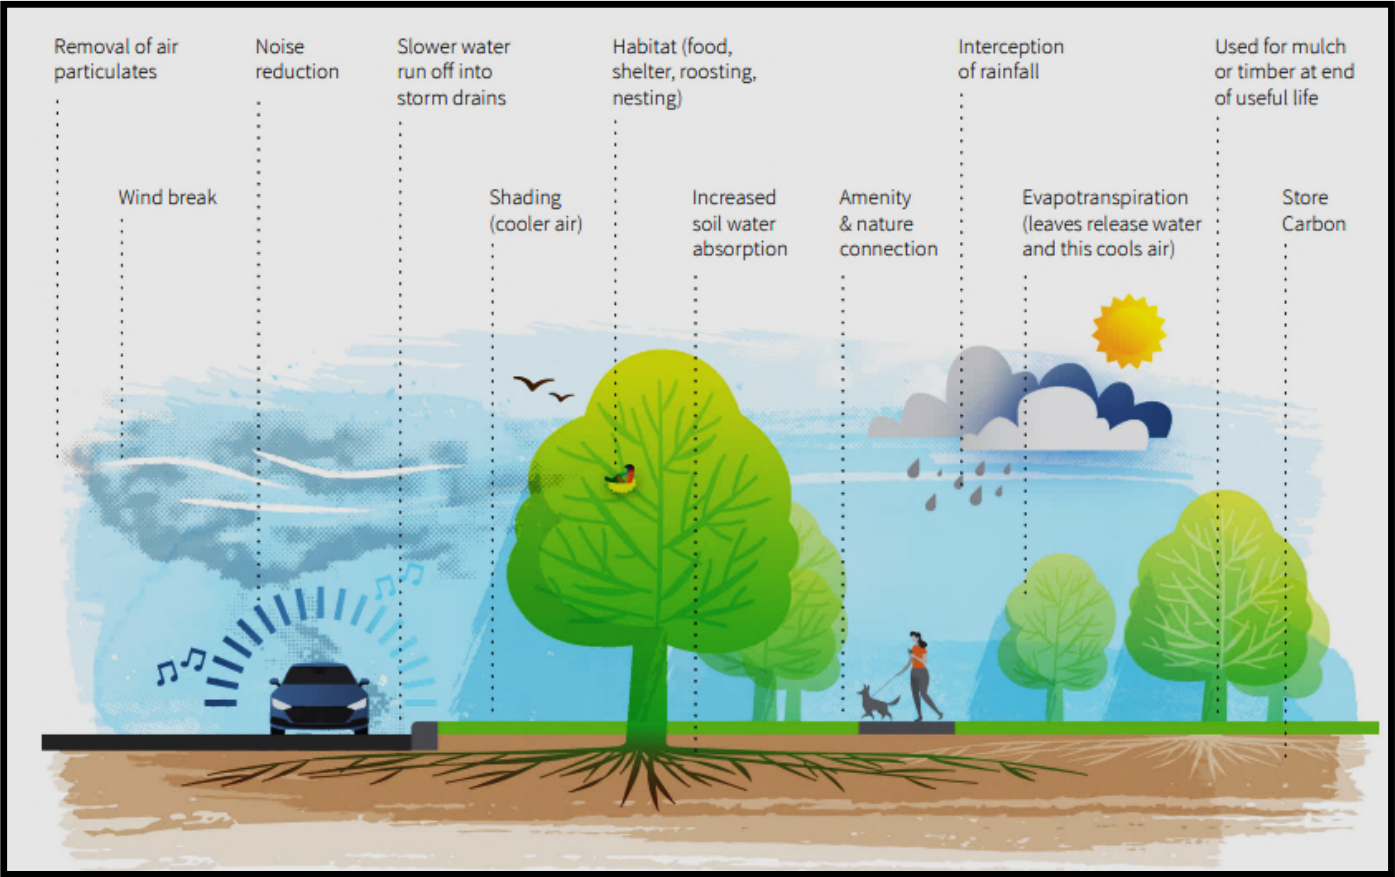 Removal of air
particulates
Noise
reduction
Slower water
run off into
storm drains
Habitat (food,
shelter, roosting,
nesting)
Interception
of rainfall
Used for mulch
or timber at end
of useful life
Wind break
Shading
(cooler air)
Increased
soil water
absorption
Amenity
& nature
connection
Evapotranspiration
(leaves release water
and this cools air)
Store
Carbon